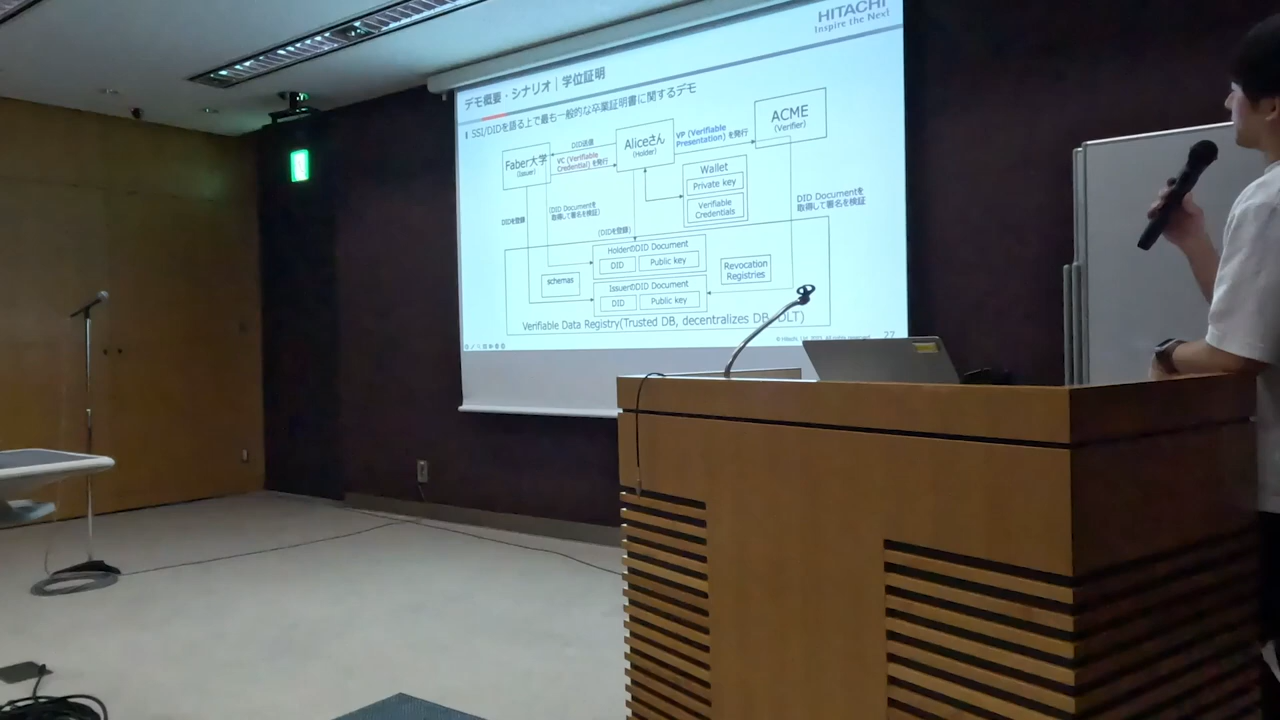 HITACHI
Inspire the Next
デモ概要・シナリオ | 学位証明
SSI/DIDを語る上で最も一般的な卒業証明書に関するデモ
Faber大学
(Issuer)
DID送信
VC (Verifiable
Credential) を発行
Aliceさん
(Holder)
VP (Verifiable
Presentation) を発行
ACME
(Verifier)
Wallet
Private key
Verifiable
Credentials
DIDを登録
(DID Documentを
取得して署名を検証)
(DIDを登録)
DID Documentを
取得して署名を検証
HolderのDID Document
DID
Public key
schemas
Revocation
Registries
IssuerのDID Document
DID
Public key
Verifiable Data Registry(Trusted DB, decentralizes DB, DLT)
27